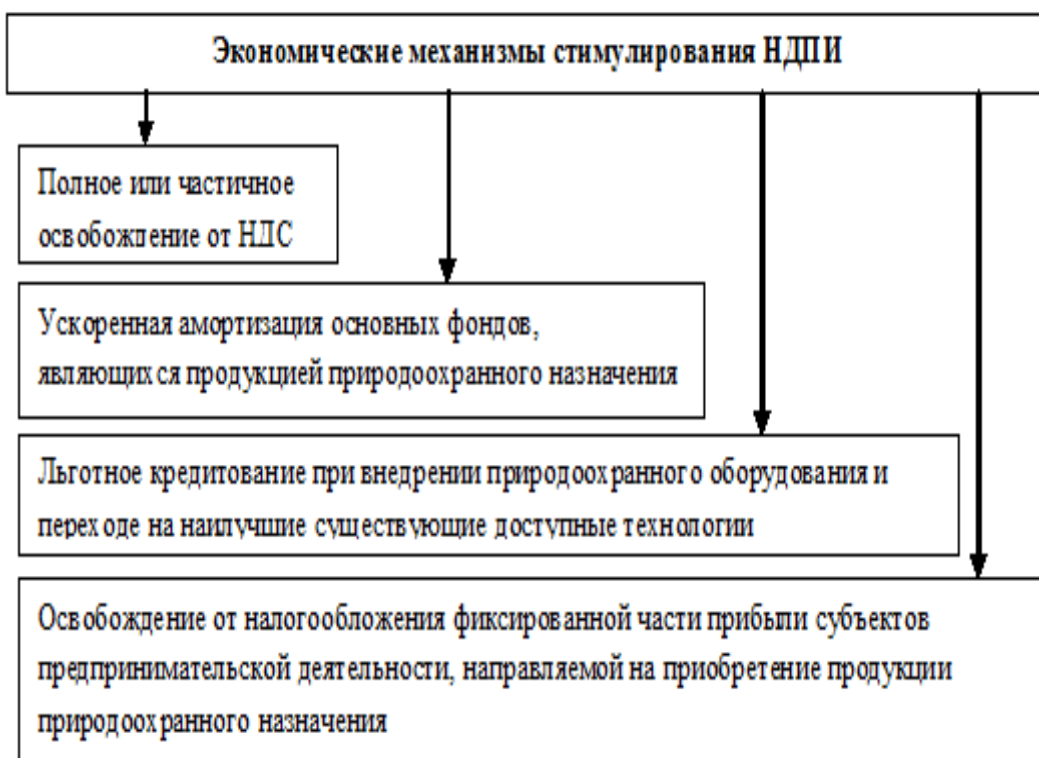 Экономические механизмы стимулирования НДПИ
Полное или частичное
освобождение от НДС
Ускоренная амортизация основных фондов,
являющихся продукцией природоохранного назначения
Льготное кредитование при внедрении природоохранного оборудования и
переходе на наилучшие существующие доступные технологии
Освобождение от налогообложения фиксированной части прибыли субъектов
предпринимательской деятельности, направляемой на приобретение продукции
природоохранного назначения